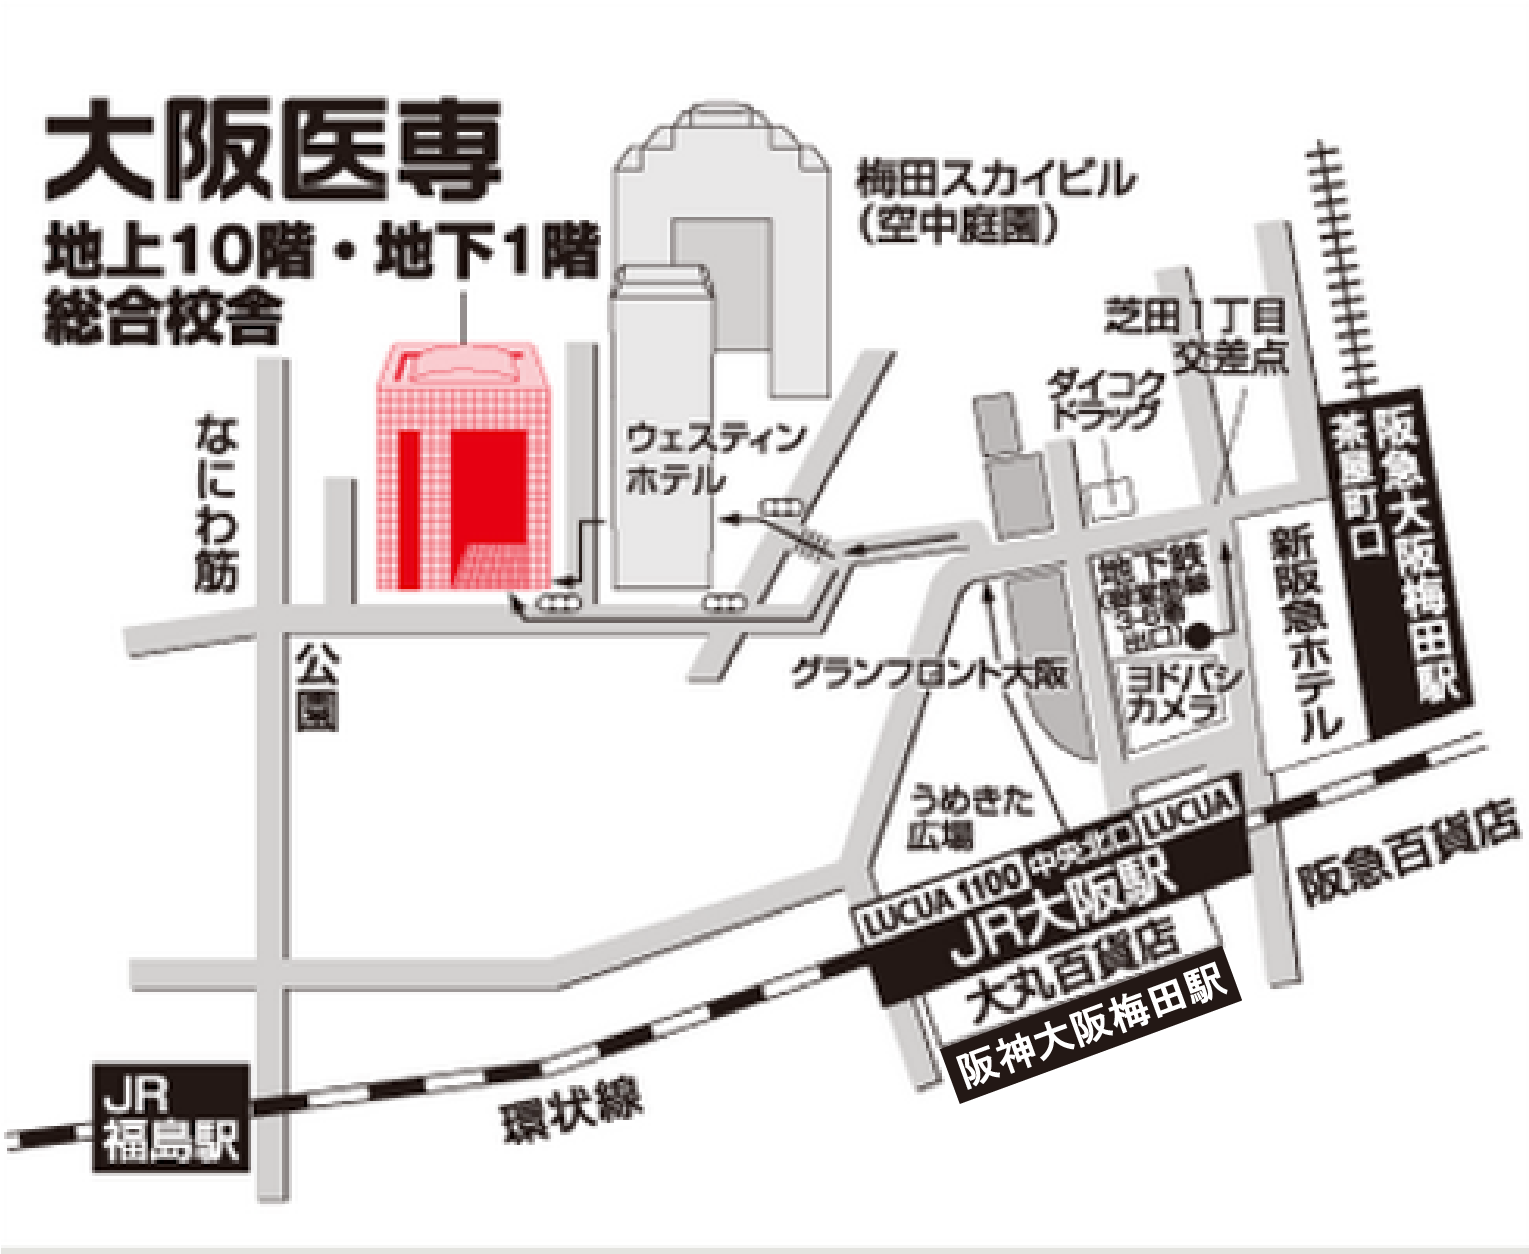 大阪医専
地上10階・地下1階
総合校舎
梅田スカイビル
（空中庭園）
芝田1丁目
交差点
ダイコク
ドラッグ
ウェスティン
ホテル
なにわ筋
公園
阪急大阪梅田駅
茶屋町口
地下鉄
出口）
新阪急ホテル
グランフロント大阪
ヨドバシ
カメラ
うめきた
広場
LUCUA 1100
中央北口
LUCUA
JR大阪駅
大丸百貨店
阪神大阪梅田駅
阪急百貨店
環状線
JR
福島駅